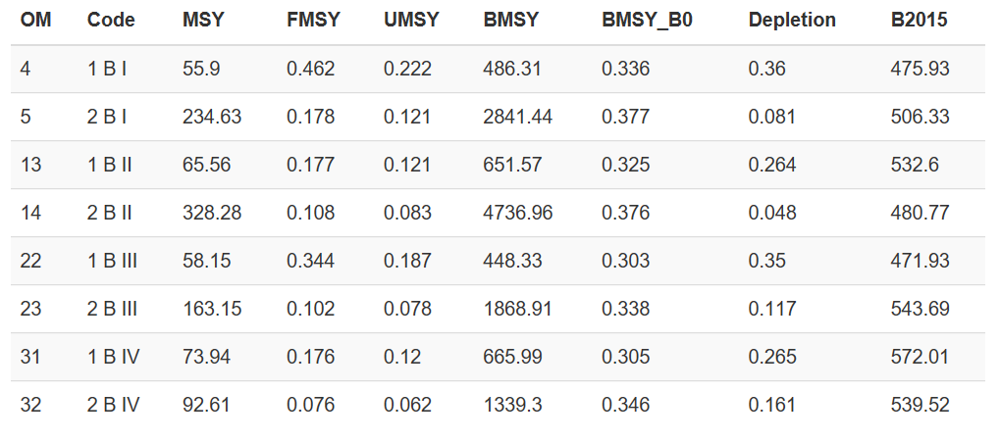 OM Code MSY FMSY UMSY BMSY BMSY_B0 Depletion B2015
4 1 B I 55.9 0.462 0.222 486.31 0.336 0.36 475.93
5 2 B I 234.63 0.178 0.121 2841.44 0.377 0.081 506.33
13 1 B II 65.56 0.177 0.121 651.57 0.325 0.264 532.6
14 2 B II 328.28 0.108 0.083 4736.96 0.376 0.048 480.77
22 1 B III 58.15 0.344 0.187 448.33 0.303 0.35 471.93
23 2 B III 163.15 0.102 0.078 1868.91 0.338 0.117 543.69
31 1 B IV 73.94 0.176 0.12 665.99 0.305 0.265 572.01
32 2 B IV 92.61 0.076 0.062 1339.3 0.346 0.161 539.52